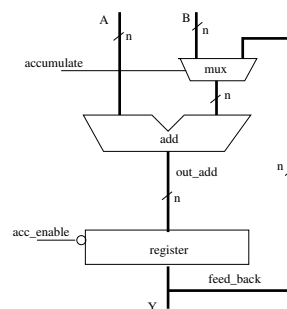 A
B
n
n
accumulate
mux
n
add
out_add
n
n
acc_enable
register
feed_back
Y